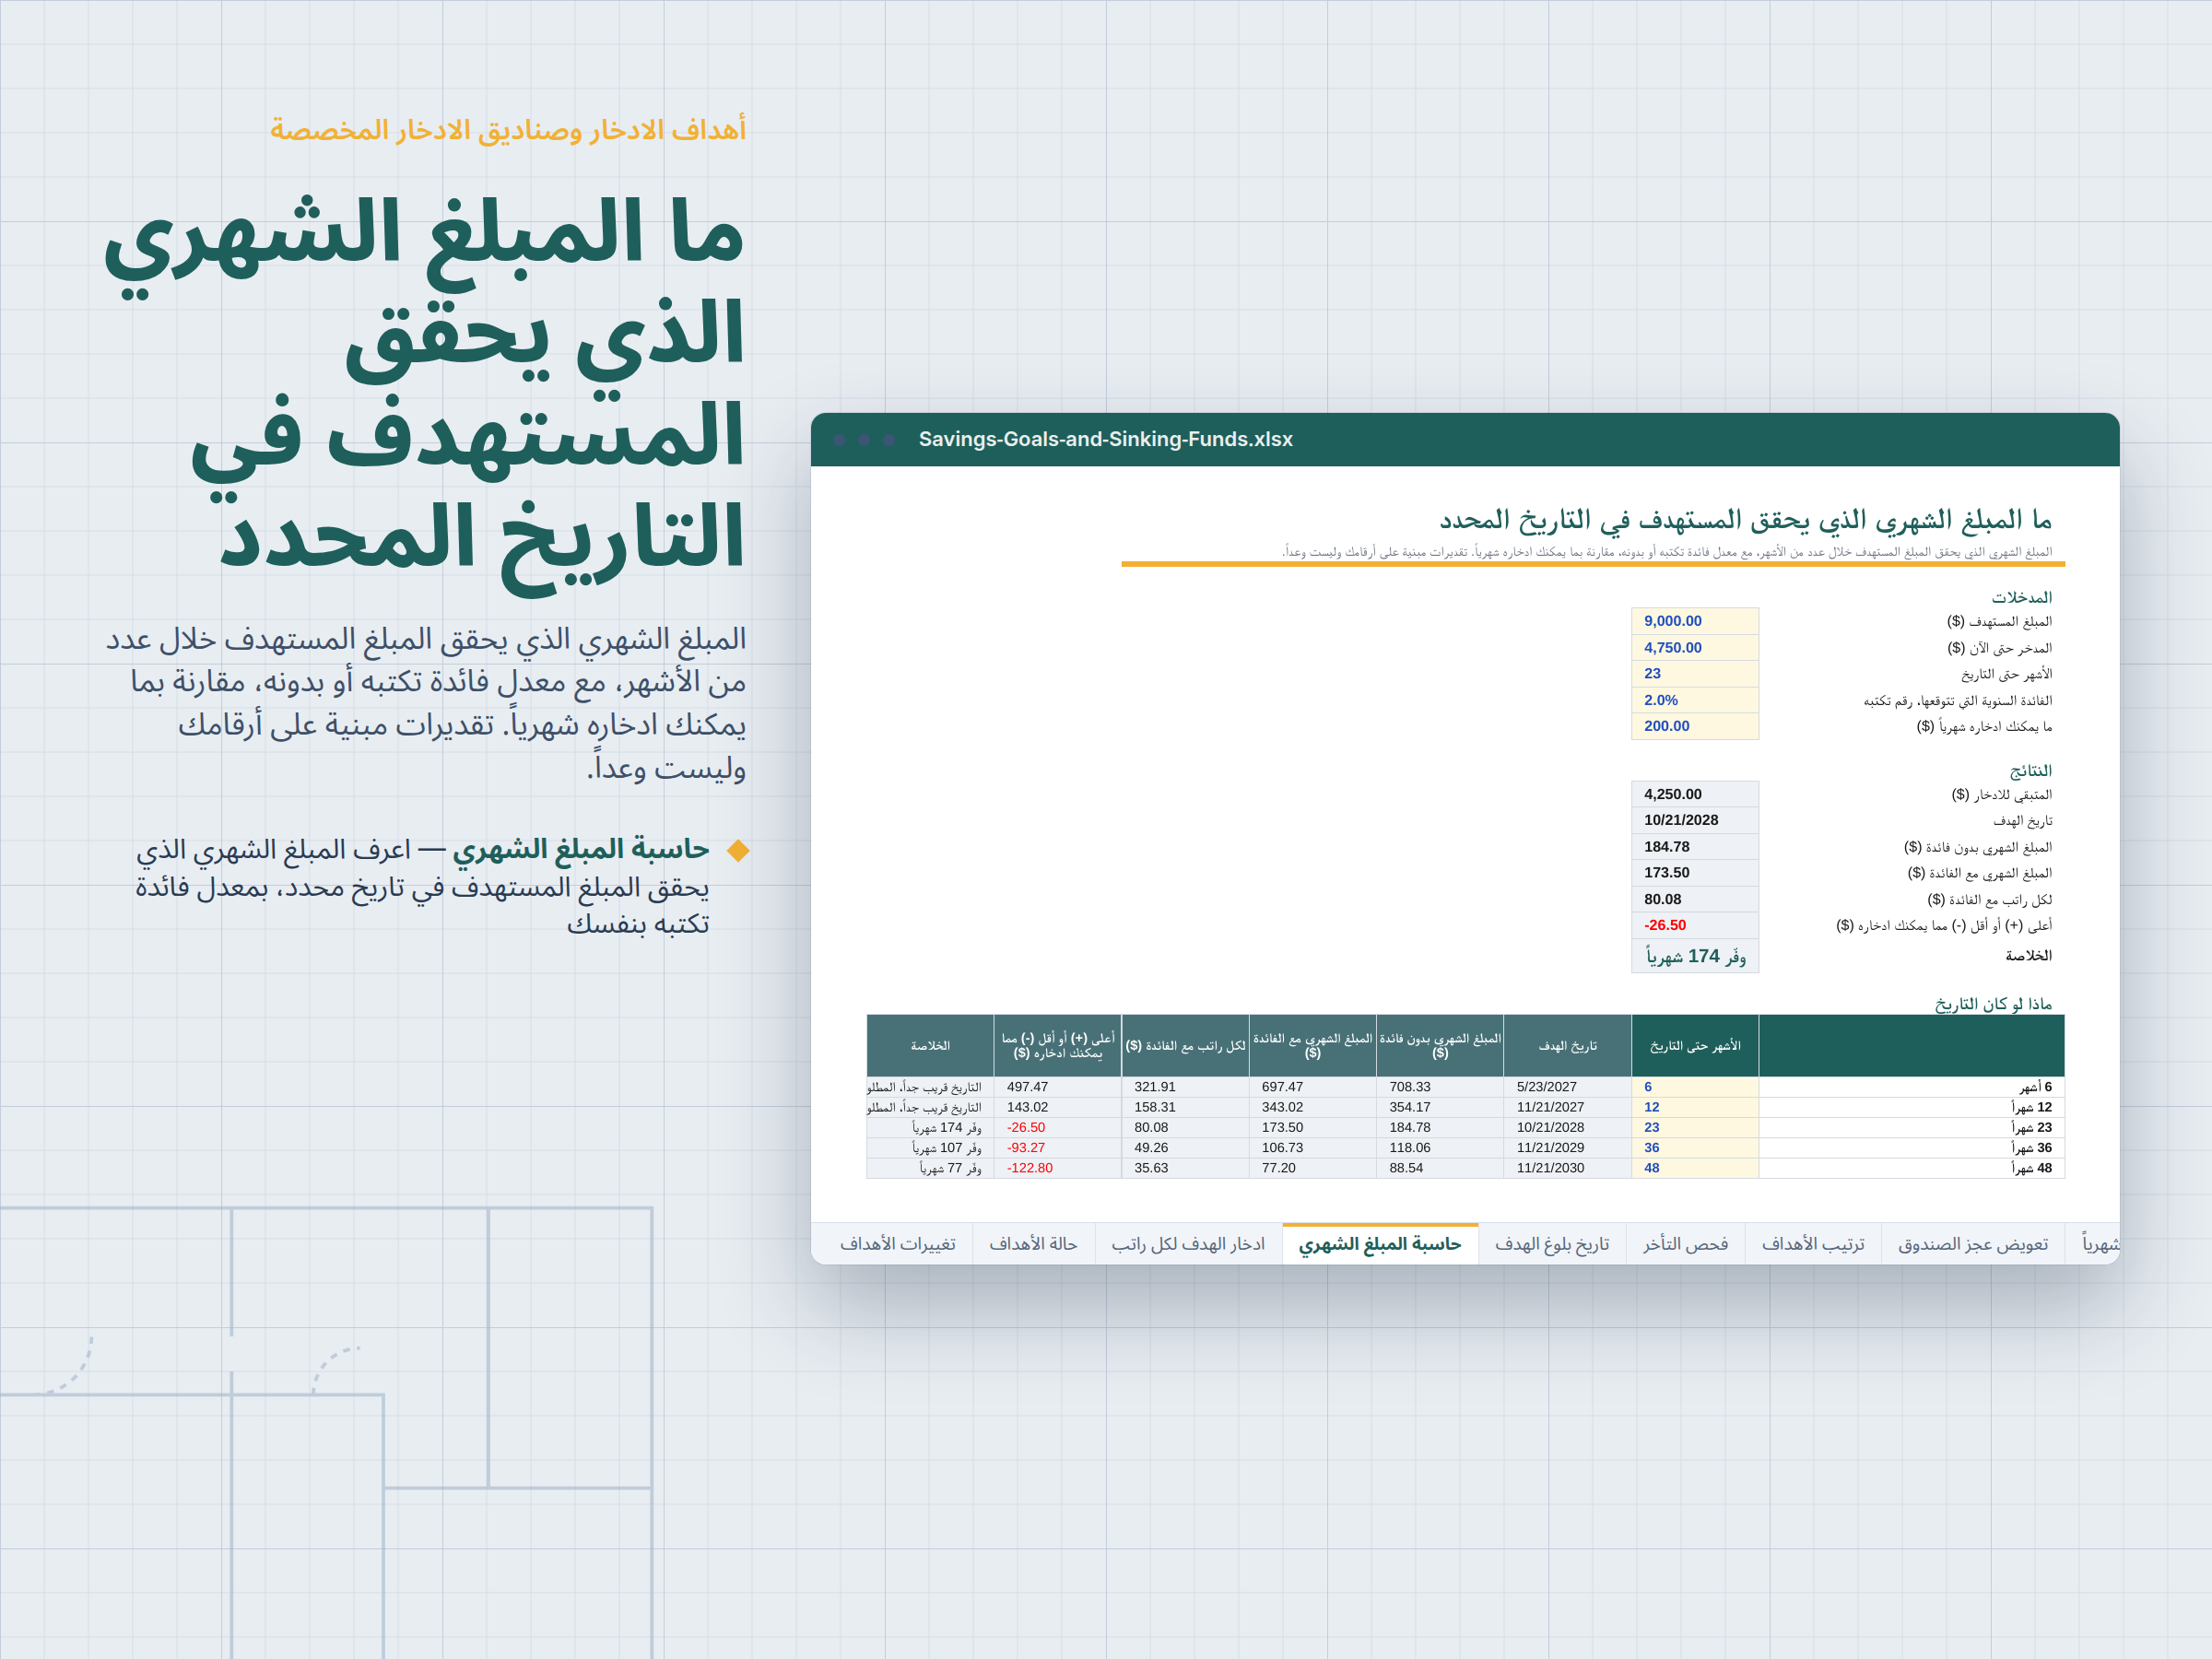 أهداف الادخار وصناديق الادخار المخصصة
ما المبلغ الشهري
الذي يحقق
المستهدف في
التاريخ المحدد
المبلغ الشهري الذي يحقق المبلغ المستهدف خلال عدد
من الأشهر، مع معدل فائدة تكتبه أو بدونه، مقارنة بما
يمكنك ادخاره شهرياً. تقديرات مبنية على أرقامك
وليست وعداً.
حاسبة المبلغ الشهري — اعرف المبلغ الشهري الذي
يحقق المبلغ المستهدف في تاريخ محدد، بمعدل فائدة
تكتبه بنفسك
Savings-Goals-and-Sinking-Funds.xlsx
ما المبلغ الشهري الذي يحقق المستهدف في التاريخ المحدد
المبلغ الشهري الذي يحقق المبلغ المستهدف خلال عدد من الأشهر، مع معدل فائدة تكتبه أو بدونه، مقارنة بما يمكنك ادخاره شهرياً. تقديرات مبنية على أرقامك وليست وعداً.
المدخلات
المبلغ المستهدف ($) 9,000.00
المدخر حتى الآن ($) 4,750.00
الأشهر حتى التاريخ 23
الفائدة السنوية التي تتوقعها، رقم تكتبه 2.0%
ما يمكنك ادخاره شهرياً ($) 200.00
النتائج
المتبقي للادخار ($) 4,250.00
تاريخ الهدف 10/21/2028
المبلغ الشهري بدون فائدة ($) 184.78
المبلغ الشهري مع الفائدة ($) 173.50
لكل راتب مع الفائدة ($) 80.08
أعلى (+) أو أقل (-) مما يمكنك ادخاره ($) -26.50
الخلاصة وفّر 174 شهرياً
ماذا لو كان التاريخ
الأشهر حتى التاريخ تاريخ الهدف المبلغ الشهري بدون فائدة ($) المبلغ الشهري مع الفائدة ($) لكل راتب مع الفائدة ($) أعلى (+) أو أقل (-) مما يمكنك ادخاره ($) الخلاصة
6 أشهر 6 5/23/2027 708.33 697.47 321.91 497.47 التاريخ قريب جداً، المطلو
12 شهراً 12 11/21/2027 354.17 343.02 158.31 143.02 التاريخ قريب جداً، المطلو
23 شهراً 23 10/21/2028 184.78 173.50 80.08 -26.50 وفّر 174 شهرياً
36 شهراً 36 11/21/2029 118.06 106.73 49.26 -93.27 وفّر 107 شهرياً
48 شهراً 48 11/21/2030 88.54 77.20 35.63 -122.80 وفّر 77 شهرياً
شهرياً تعويض عجز الصندوق ترتيب الأهداف فحص التأخر تاريخ بلوغ الهدف حاسبة المبلغ الشهري ادخار الهدف لكل راتب حالة الأهداف تغييرات الأهداف